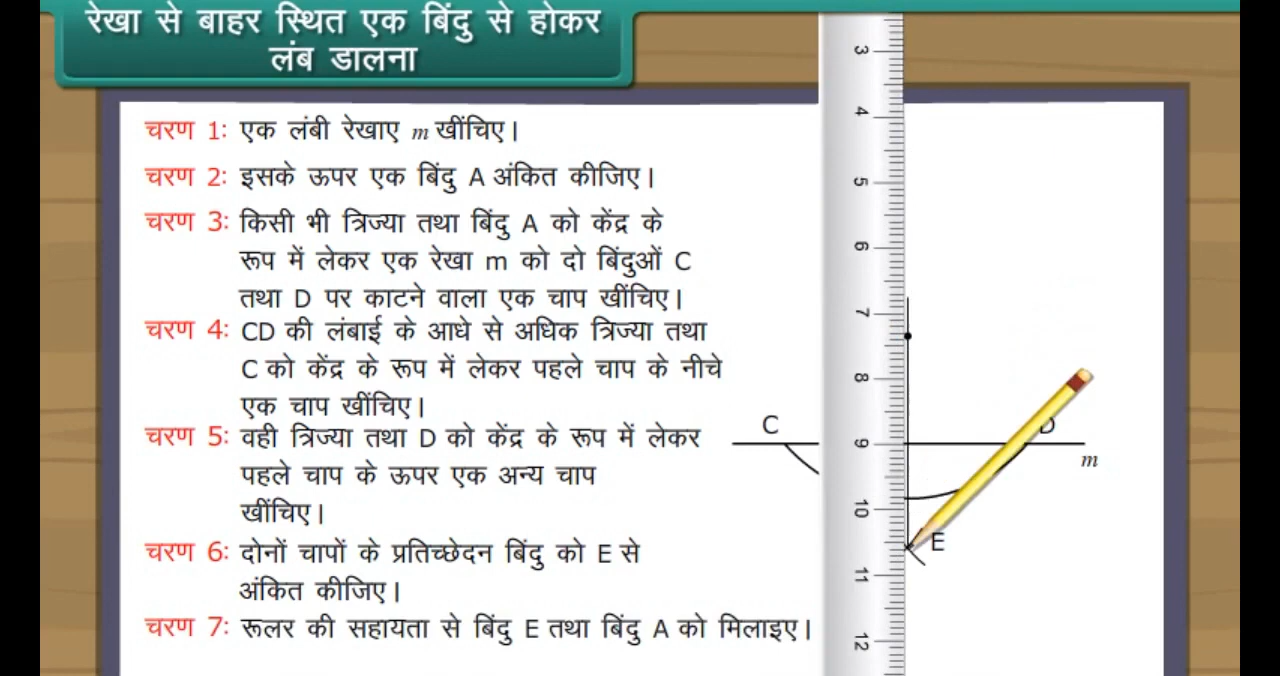 रेखा से बाहर स्थित एक बिंदु से होकर
लंब डालना
चरण 1: एक लंबी रेखाए m खींचिए।
चरण 2: इसके ऊपर एक बिंदु A अंकित कीजिए।
चरण 3: किसी भी त्रिज्या तथा बिंदु A को केंद्र के
रूप में लेकर एक रेखा m को दो बिंदुओं C
तथा D पर काटने वाला एक चाप खींचिए।
चरण 4: CD की लंबाई के आधे से अधिक त्रिज्या तथा
C को केंद्र के रूप में लेकर पहले चाप के नीचे
एक चाप खींचिए।
चरण 5: वही त्रिज्या तथा D को केंद्र के रूप में लेकर
पहले चाप के ऊपर एक अन्य चाप
खींचिए।
चरण 6: दोनों चापों के प्रतिच्छेदन बिंदु को E से
अंकित कीजिए।
चरण 7: रूलर की सहायता से बिंदु E तथा बिंदु A को मिलाइए।
3
4
5
6
7
8
9
10
11
12
C
D
m
E